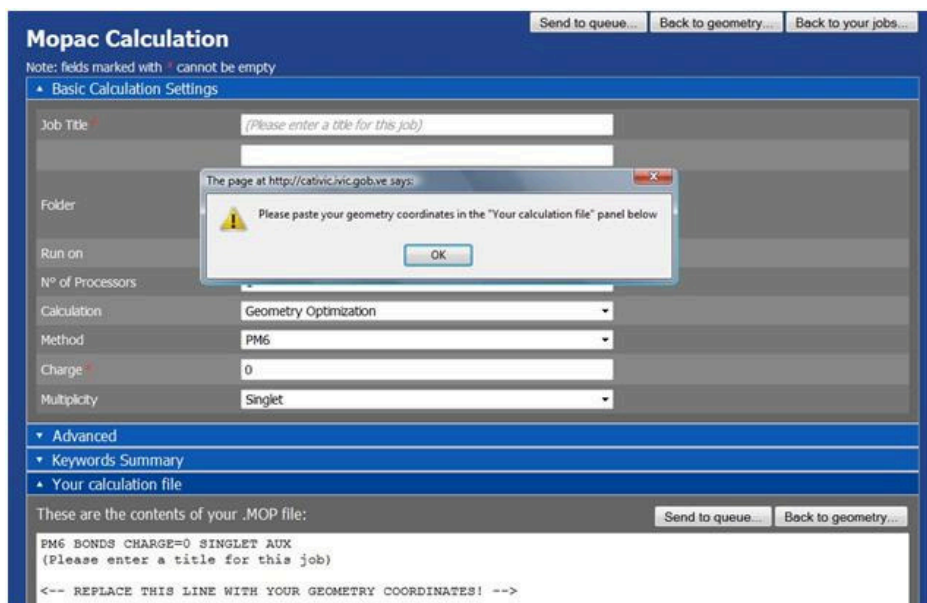 Send to queue... Back to geometry... Back to your jobs...
Mopac Calculation
Note: fields marked with * cannot be empty
Basic Calculation Settings
Job Title * (Please enter a title for this job)
The page at http://cativic.ivic.gob.ve says:
Folder
Please paste your geometry coordinates in the "Your calculation file" panel below
Run on
OK
Nº of Processors
Calculation Geometry Optimization
Method PM6
Charge * 0
Multiplicity Singlet
Advanced
Keywords Summary
Your calculation file
These are the contents of your .MOP file: Send to queue... Back to geometry...
PM6 BONDS CHARGE=0 SINGLET AUX
(Please enter a title for this job)
<-- REPLACE THIS LINE WITH YOUR GEOMETRY COORDINATES! -->